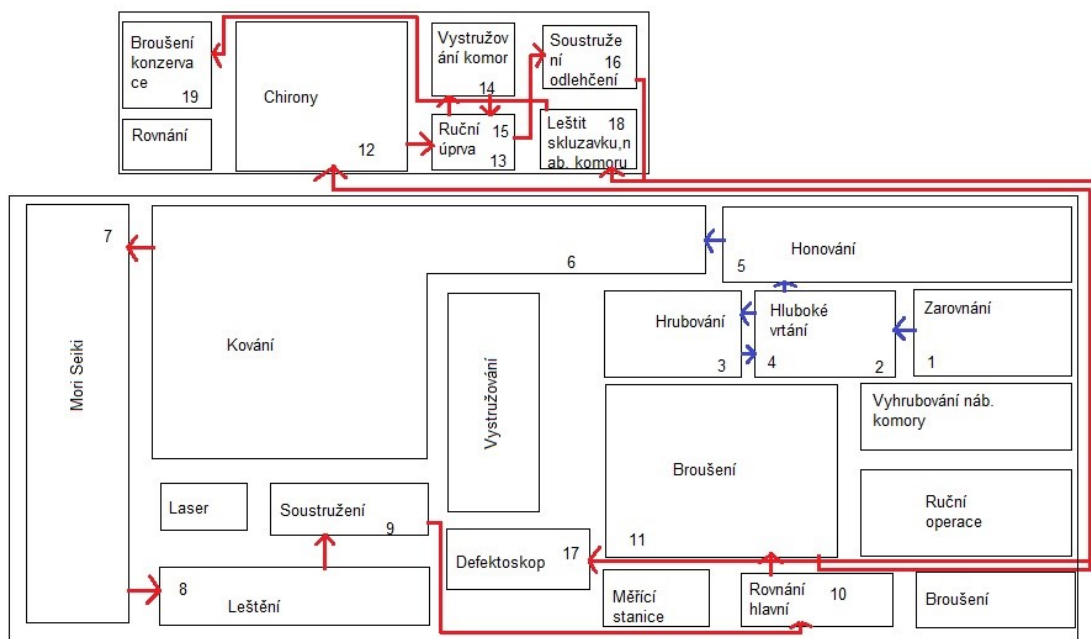 Broušení
konzerva
ce
19
Rovnání
Chirony
12
Vystružov
ání komor
14
Ruční 15
úprva
13
Soustruže
ní 16
odlehčení
Leštit 18
skluzavku,n
ab. komoru
7
Mori Seiki
6
Kování
Vystružování
Honování
5
Hrubování
3
Hluboké
vrtání
4 2
Zarovnání
1
Vyhrubování náb.
komory
Broušení
11
Ruční
operace
Laser
Soustružení
9
Defektoskop 17
8
Leštění
Měřící
stanice
Rovnání 10
hlavní
Broušení